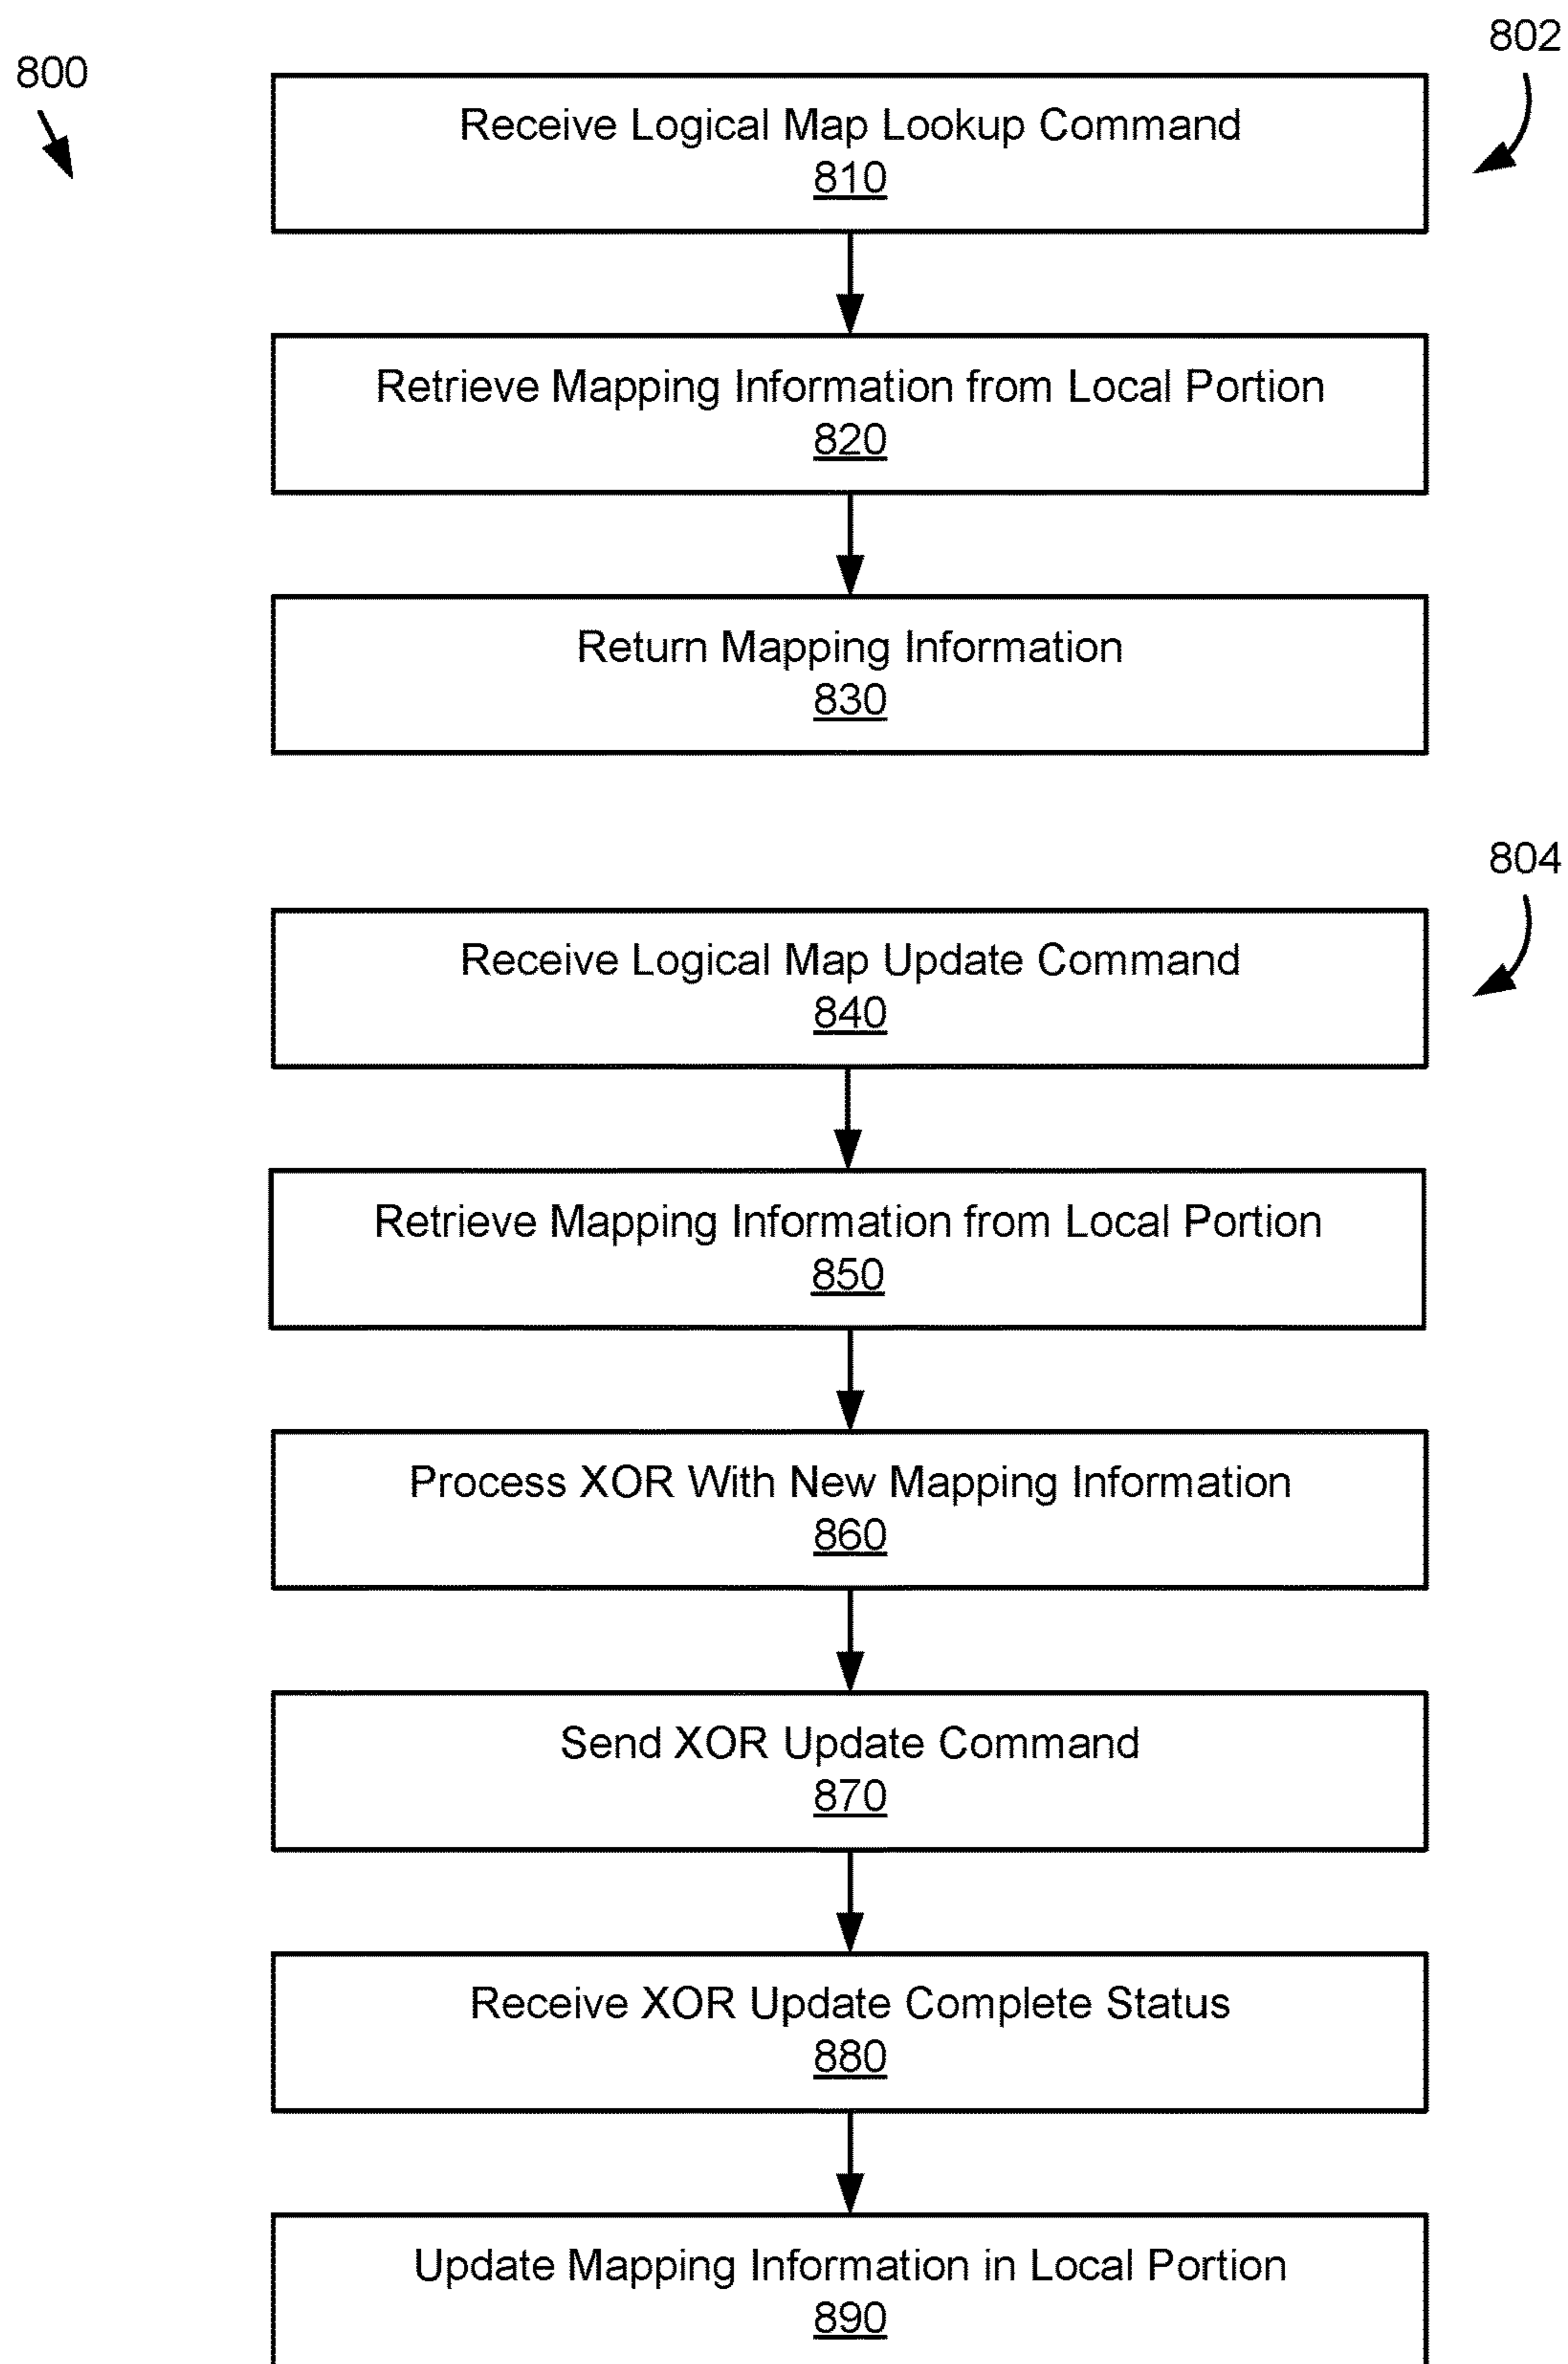 802
800
Receive Logical Map Lookup Command
810
Retrieve Mapping Information from Local Portion
820
Return Mapping Information
830
804
Receive Logical Map Update Command
840
Retrieve Mapping Information from Local Portion
850
Process XOR With New Mapping Information
860
Send XOR Update Command
870
Receive XOR Update Complete Status
880
Update Mapping Information in Local Portion
890